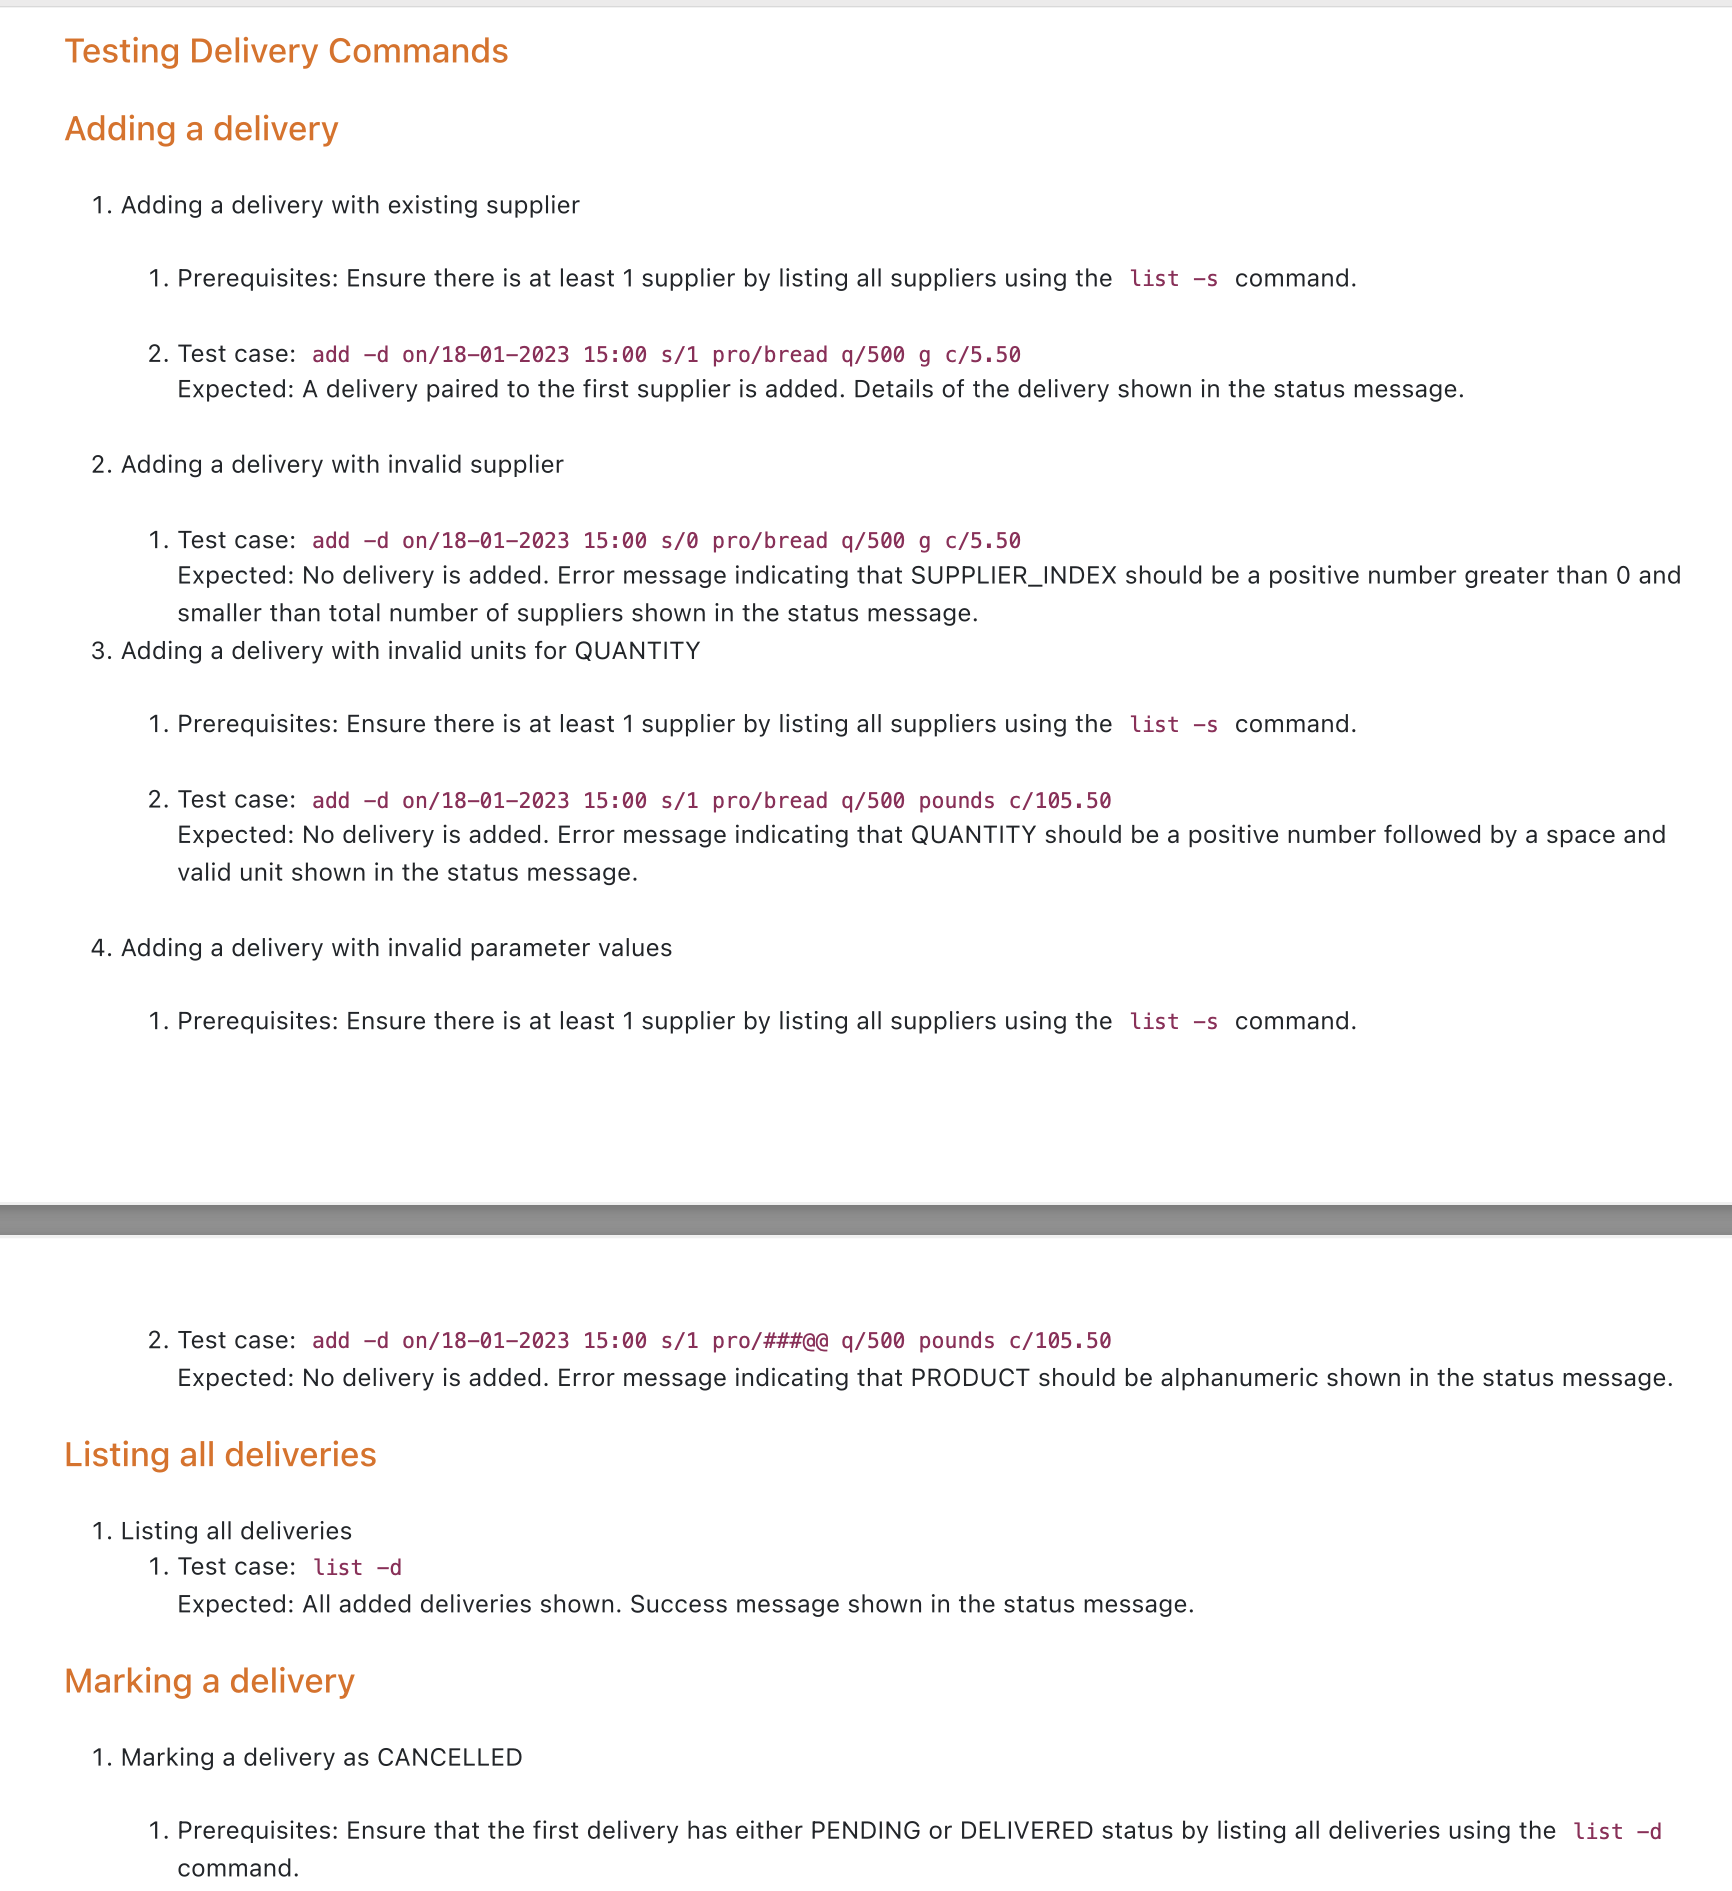 Testing Delivery Commands
Adding a delivery
1. Adding a delivery with existing supplier
1. Prerequisites: Ensure there is at least 1 supplier by listing all suppliers using the list -s command.
2. Test case: add -d on/18-01-2023 15:00 s/1 pro/bread q/500 g c/5.50
Expected: A delivery paired to the first supplier is added. Details of the delivery shown in the status message.
2. Adding a delivery with invalid supplier
1. Test case: add -d on/18-01-2023 15:00 s/0 pro/bread q/500 g c/5.50
Expected: No delivery is added. Error message indicating that SUPPLIER_INDEX should be a positive number greater than 0 and
smaller than total number of suppliers shown in the status message.
3. Adding a delivery with invalid units for QUANTITY
1. Prerequisites: Ensure there is at least 1 supplier by listing all suppliers using the list -s command.
2. Test case: add -d on/18-01-2023 15:00 s/1 pro/bread q/500 pounds c/105.50
Expected: No delivery is added. Error message indicating that QUANTITY should be a positive number followed by a space and
valid unit shown in the status message.
4. Adding a delivery with invalid parameter values
1. Prerequisites: Ensure there is at least 1 supplier by listing all suppliers using the list -s command.
2. Test case: add -d on/18-01-2023 15:00 s/1 pro/###@@ q/500 pounds c/105.50
Expected: No delivery is added. Error message indicating that PRODUCT should be alphanumeric shown in the status message.
Listing all deliveries
1. Listing all deliveries
1. Test case: list -d
Expected: All added deliveries shown. Success message shown in the status message.
Marking a delivery
1. Marking a delivery as CANCELLED
1. Prerequisites: Ensure that the first delivery has either PENDING or DELIVERED status by listing all deliveries using the list -d
command.